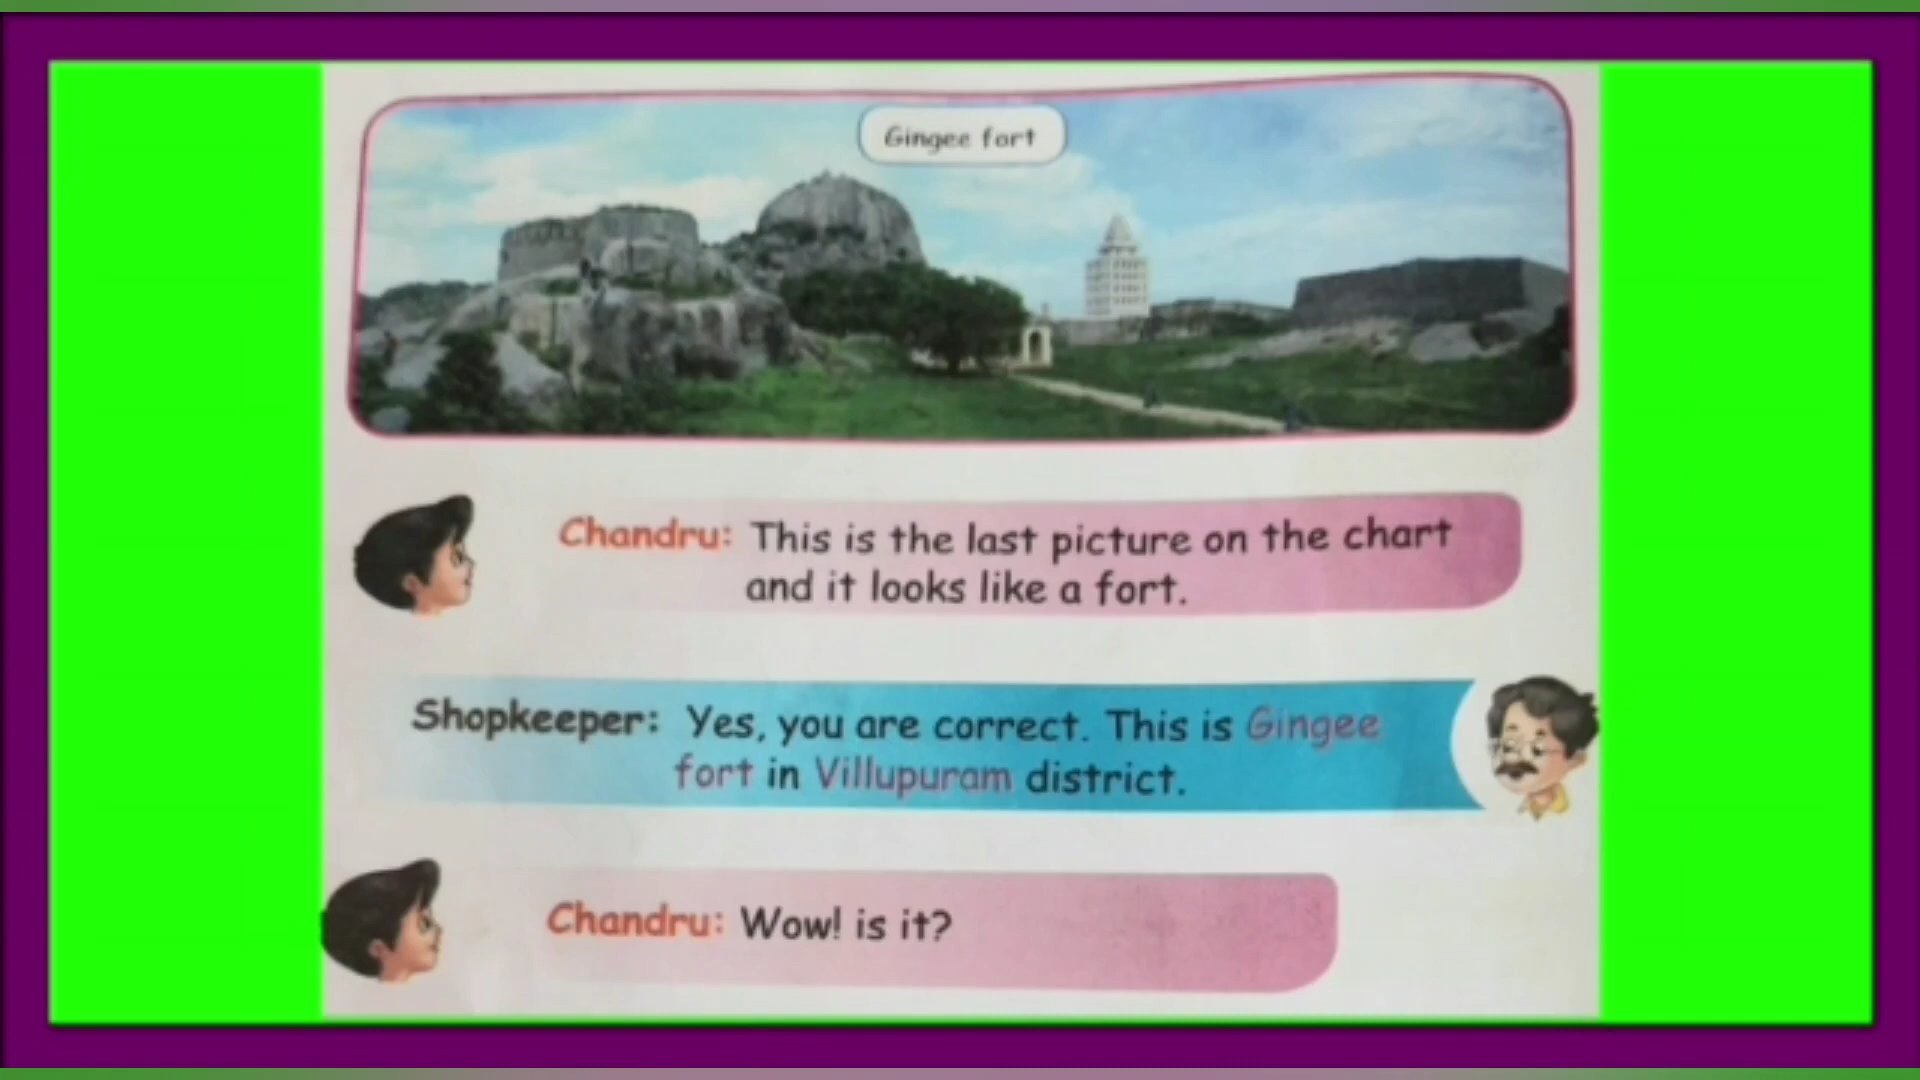 Gingee fort
Chandru: This is the last picture on the chart
and it looks like a fort.
Shopkeeper: Yes, you are correct. This is Gingee
fort in Villupuram district.
Chandru: Wow! is it?